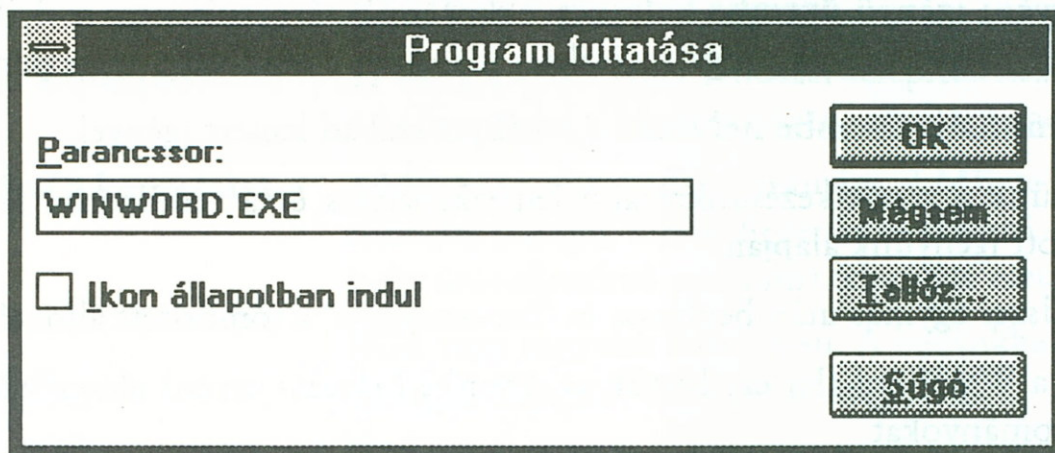 Program futtatása
Parancssor:
WINWORD.EXE
Ikon állapotban indul
OK
Mégsem
Tallóz...
Súgó